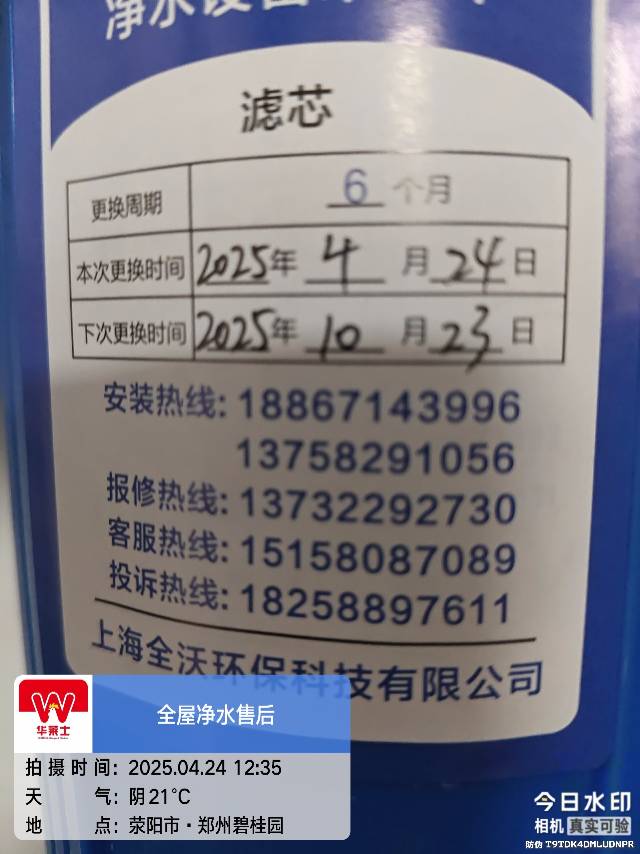 滤芯
更换周期 6 个月
本次更换时间 2025年 4 月 24 日
下次更换时间 2025年 10 月 23 日
安装热线: 18867143996
13758291056
报修热线: 13732292730
客服热线: 15158087089
投诉热线: 18258897611
上海全沃环保科技有限公司
华莱士
全屋净水售后
拍摄时间: 2025.04.24 12:35
天 气: 阴 21℃
地 点: 荥阳市·郑州碧桂园
今日水印
相机 真实可验
防伪 T9TDK4DMLUDNPR